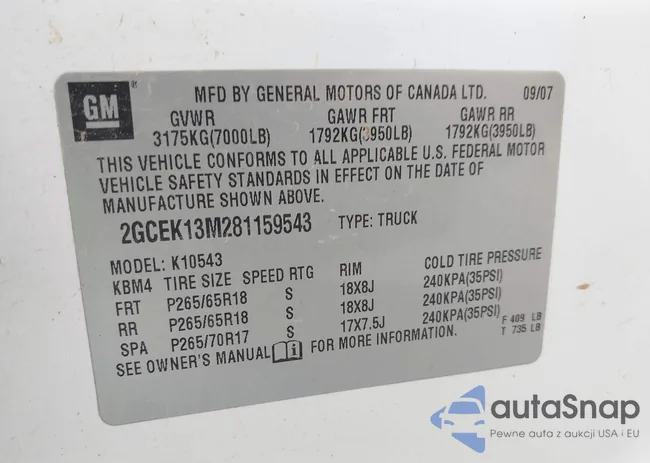 GM
MFD BY GENERAL MOTORS OF CANADA LTD. 09/07
GVWR GAWR FRT GAWR RR
3175KG(7000LB) 1792KG(3950LB) 1792KG(3950LB)
THIS VEHICLE CONFORMS TO ALL APPLICABLE U.S. FEDERAL MOTOR
VEHICLE SAFETY STANDARDS IN EFFECT ON THE DATE OF
MANUFACTURE SHOWN ABOVE.
2GCEK13M281159543 TYPE: TRUCK
MODEL: K10543
KBM4 TIRE SIZE SPEED RTG RIM COLD TIRE PRESSURE
FRT P265/65R18 S 18X8J 240KPA(35PSI)
RR P265/65R18 S 18X8J 240KPA(35PSI)
SPA P265/70R17 S 17X7.5J 240KPA(35PSI)
F 409 LB
T 735 LB
SEE OWNER'S MANUAL i FOR MORE INFORMATION.
autaSnap
Pewne auta z aukcji USA i EU